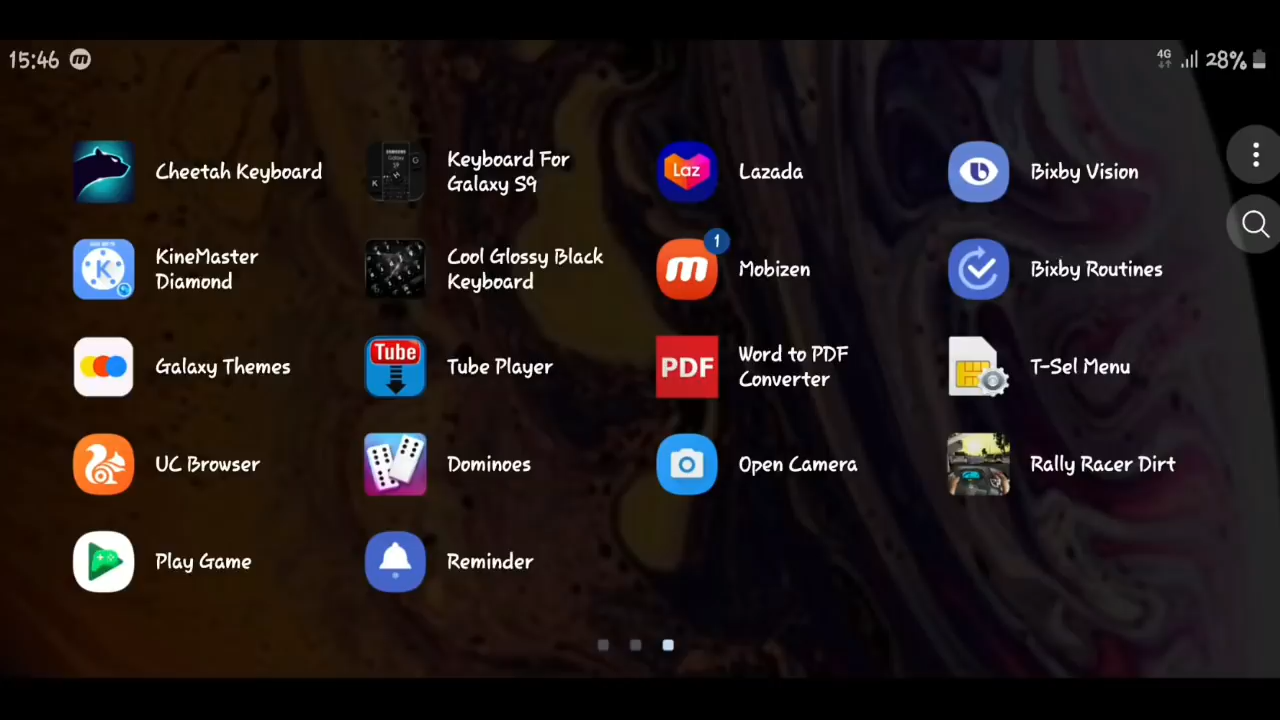 15:46
4G
28%
Cheetah Keyboard
Keyboard For
Galaxy S9
Laz
Lazada
Bixby Vision
K
KineMaster
Diamond
Cool Glossy Black
Keyboard
1
m
Mobizen
Bixby Routines
Galaxy Themes
Tube
Tube Player
PDF
Word to PDF
Converter
T-Sel Menu
UC Browser
Dominoes
Open Camera
Rally Racer Dirt
Play Game
Reminder